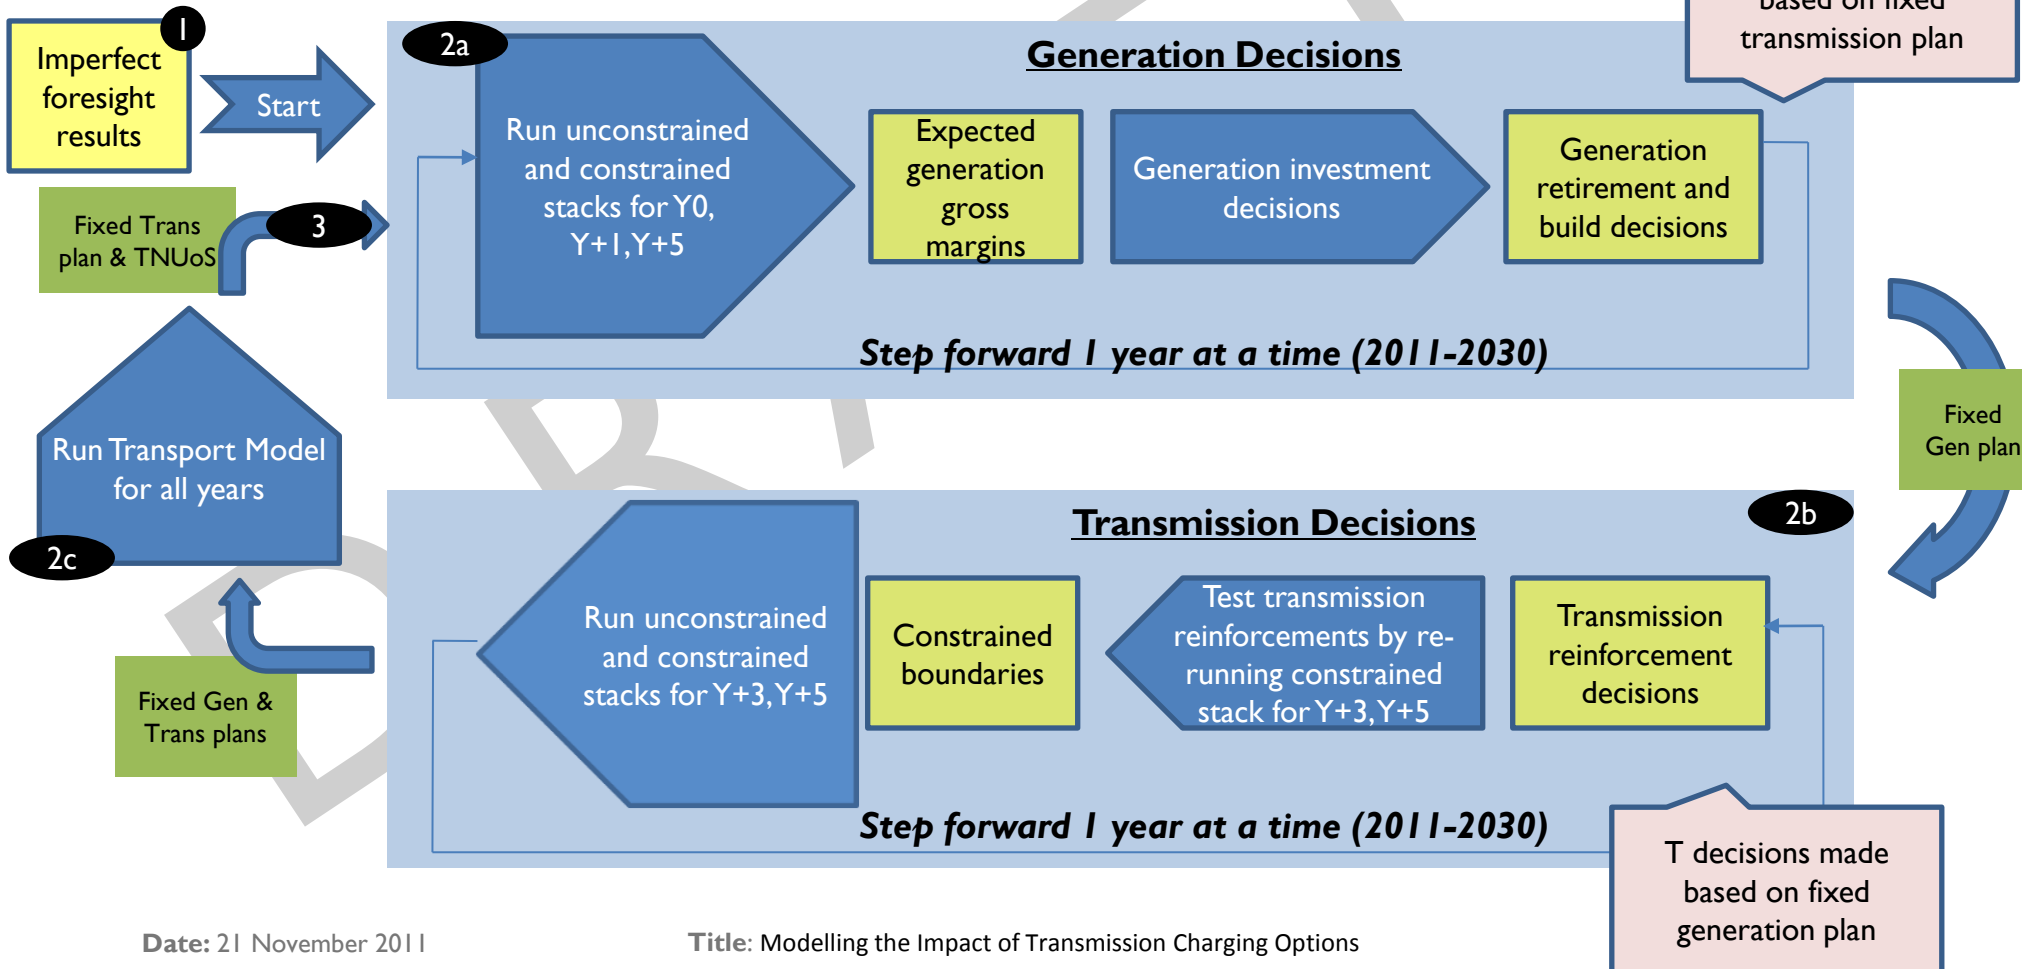 1
Imperfect
foresight
results
Start
2a
Generation Decisions
based on fixed
transmission plan
Run unconstrained
and constrained
stacks for Y0,
Y+1,Y+5
Expected
generation
gross
margins
Generation investment
decisions
Generation
retirement and
build decisions
Step forward 1 year at a time (2011-2030)
Fixed Trans
plan & TNUoS
3
Fixed
Gen plan
Run Transport Model
for all years
2c
Transmission Decisions
2b
Run unconstrained
and constrained
stacks for Y+3,Y+5
Constrained
boundaries
Test transmission
reinforcements by re-
running constrained
stack for Y+3,Y+5
Transmission
reinforcement
decisions
Fixed Gen &
Trans plans
Step forward 1 year at a time (2011-2030)
T decisions made
based on fixed
generation plan
Date: 21 November 2011
Title: Modelling the Impact of Transmission Charging Options